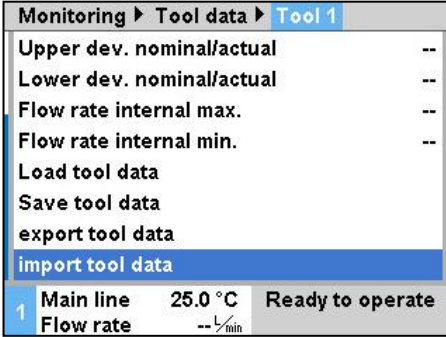 Monitoring ▶ Tool data ▶ Tool 1
Upper dev. nominal/actual --
Lower dev. nominal/actual --
Flow rate internal max. --
Flow rate internal min. --
Load tool data
Save tool data
export tool data
import tool data
1 Main line 25.0 °C Ready to operate
Flow rate -- L/min